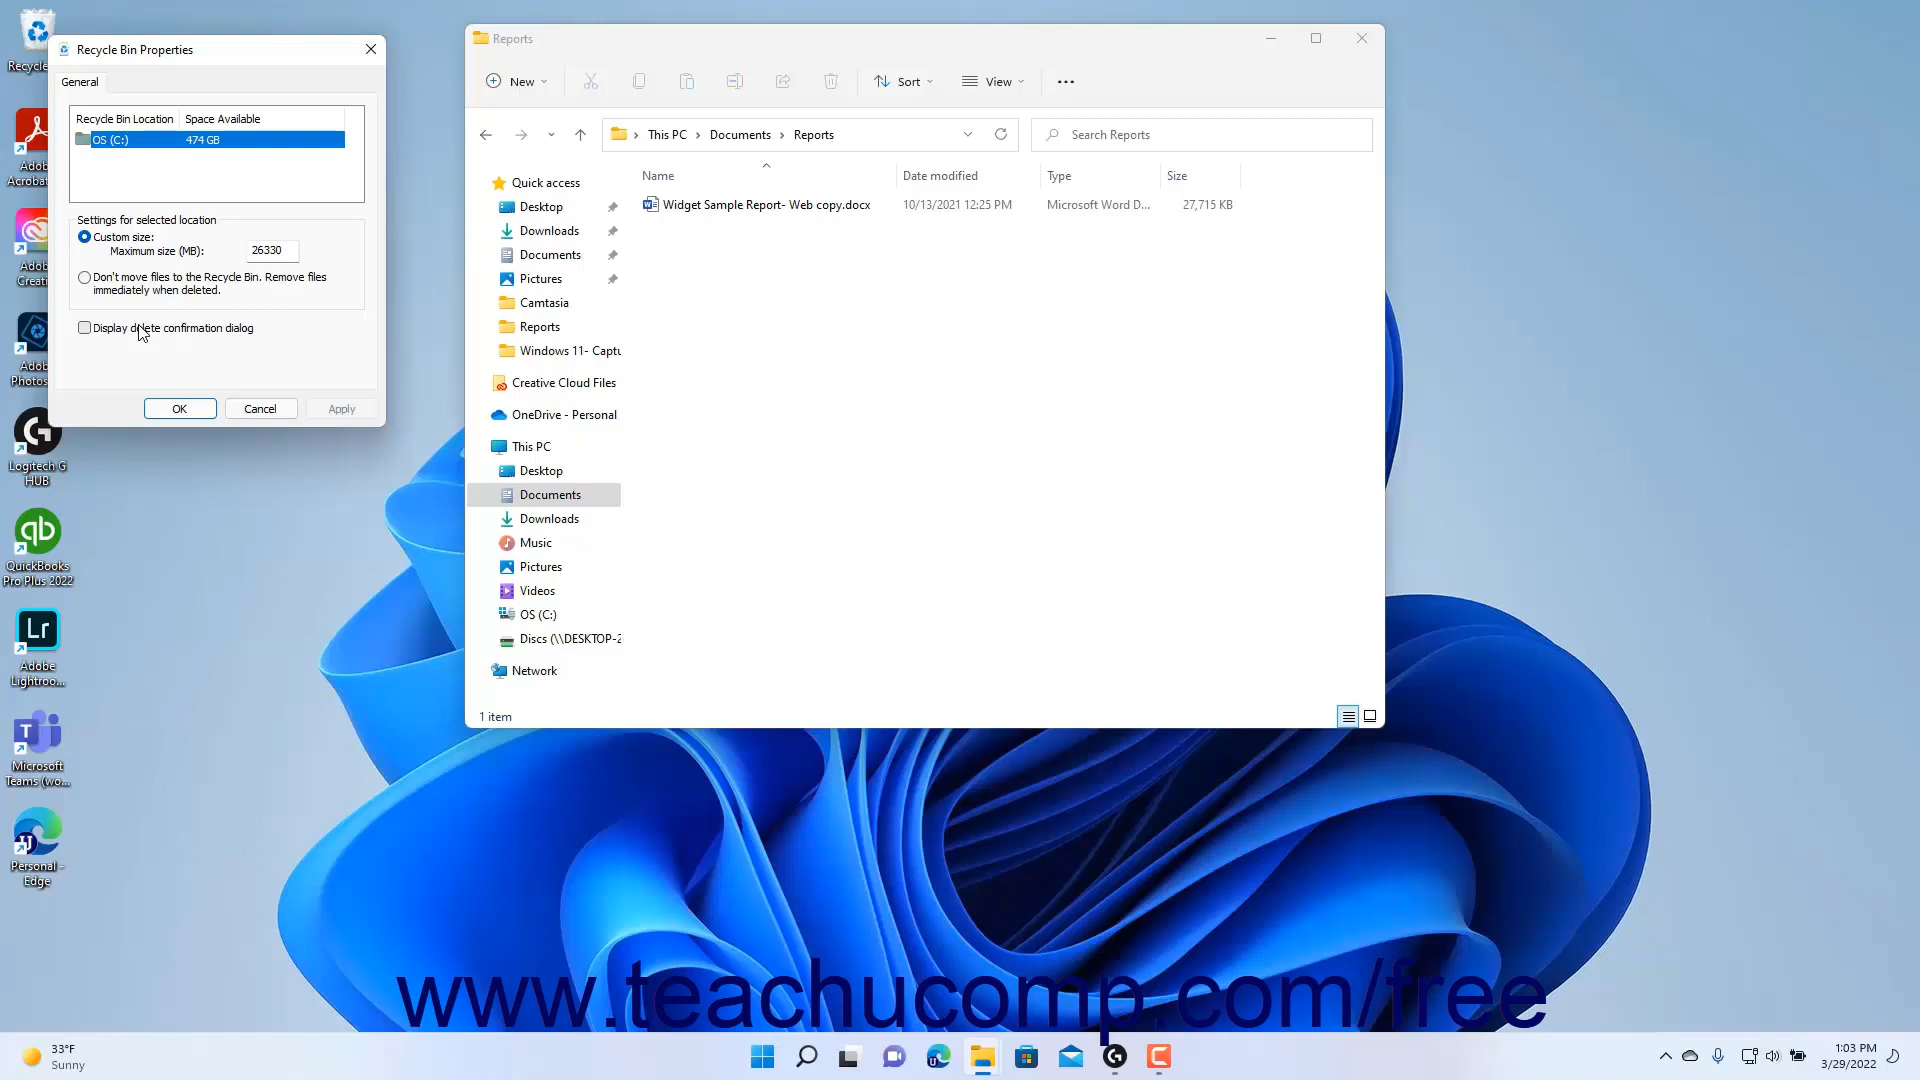 Recycle
Recycle Bin Properties
General
Recycle Bin Location Space Available
OS (C:) 474 GB
Settings for selected location
Custom size:
Maximum size (MB): 26330
Don't move files to the Recycle Bin. Remove files
immediately when deleted.
Display delete confirmation dialog
OK Cancel Apply
Adob
Acrobat
Adob
Creati
Adob
Photos
Logitech G
HUB
QuickBooks
Pro Plus 2022
Lr
Adobe
Lightroo...
Microsoft
Teams (wo...
Personal -
Edge
Reports
New Sort View
This PC Documents Reports
Search Reports
Name Date modified Type Size
Widget Sample Report- Web copy.docx 10/13/2021 12:25 PM Microsoft Word D... 27,715 KB
Quick access
Desktop
Downloads
Documents
Pictures
Camtasia
Reports
Windows 11- Captu
Creative Cloud Files
OneDrive - Personal
This PC
Desktop
Documents
Downloads
Music
Pictures
Videos
OS (C:)
Discs (\\DESKTOP-2
Network
1 item
www.teachucomp.com/free
33°F
Sunny
1:03 PM
3/29/2022